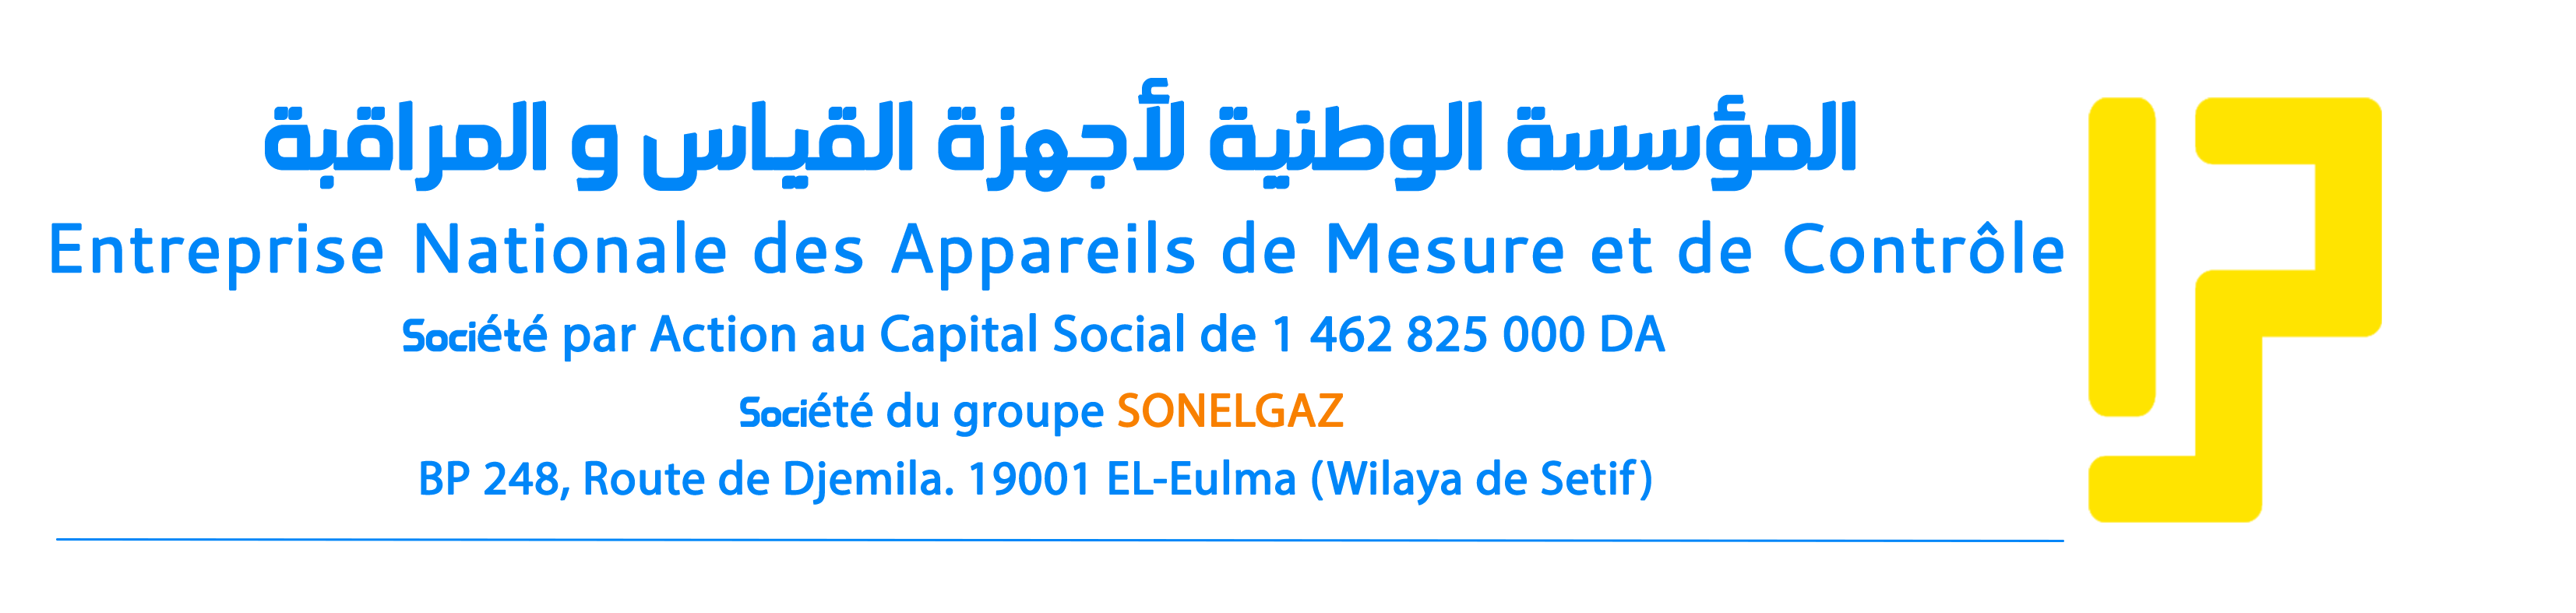 المؤسسة الوطنية لأجهزة القياس و المراقبة
Entreprise Nationale des Appareils de Mesure et de Contrôle
Société par Action au Capital Social de 1 462 825 000 DA
Société du groupe SONELGAZ
BP 248, Route de Djemila. 19001 EL-Eulma (Wilaya de Setif)